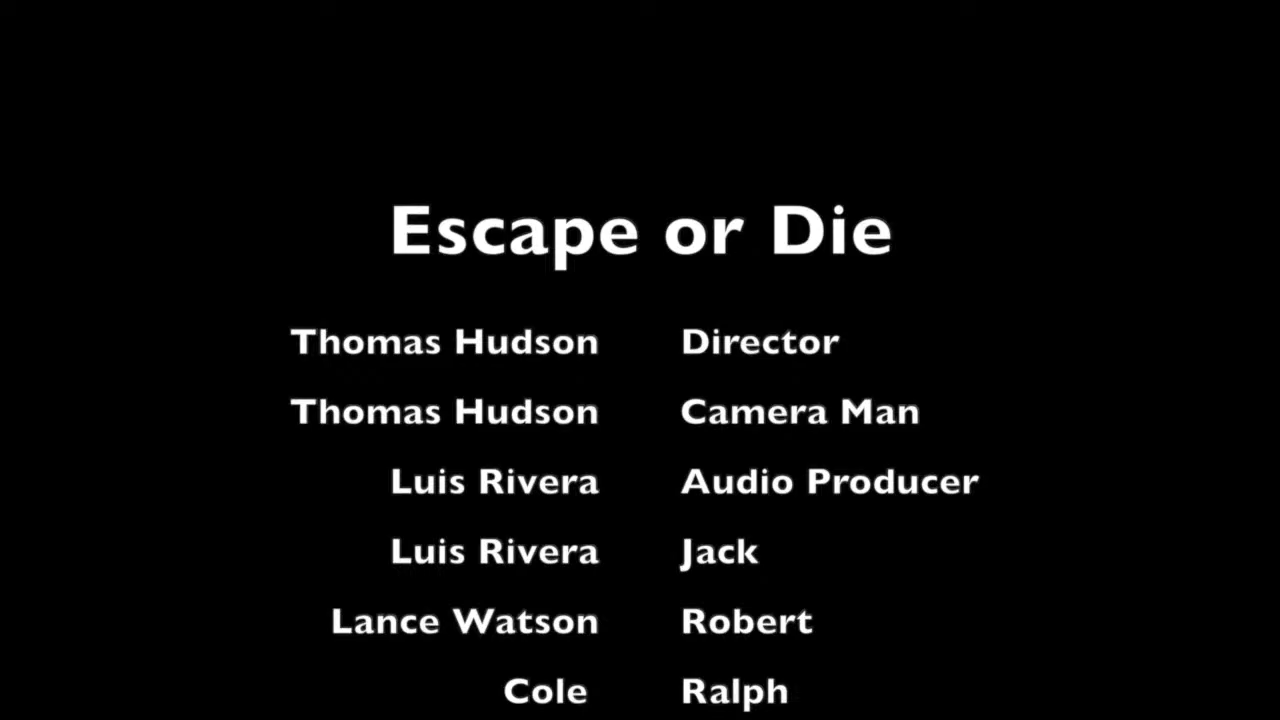 Escape or Die
Thomas Hudson Director
Thomas Hudson Camera Man
Luis Rivera Audio Producer
Luis Rivera Jack
Lance Watson Robert
Cole Ralph